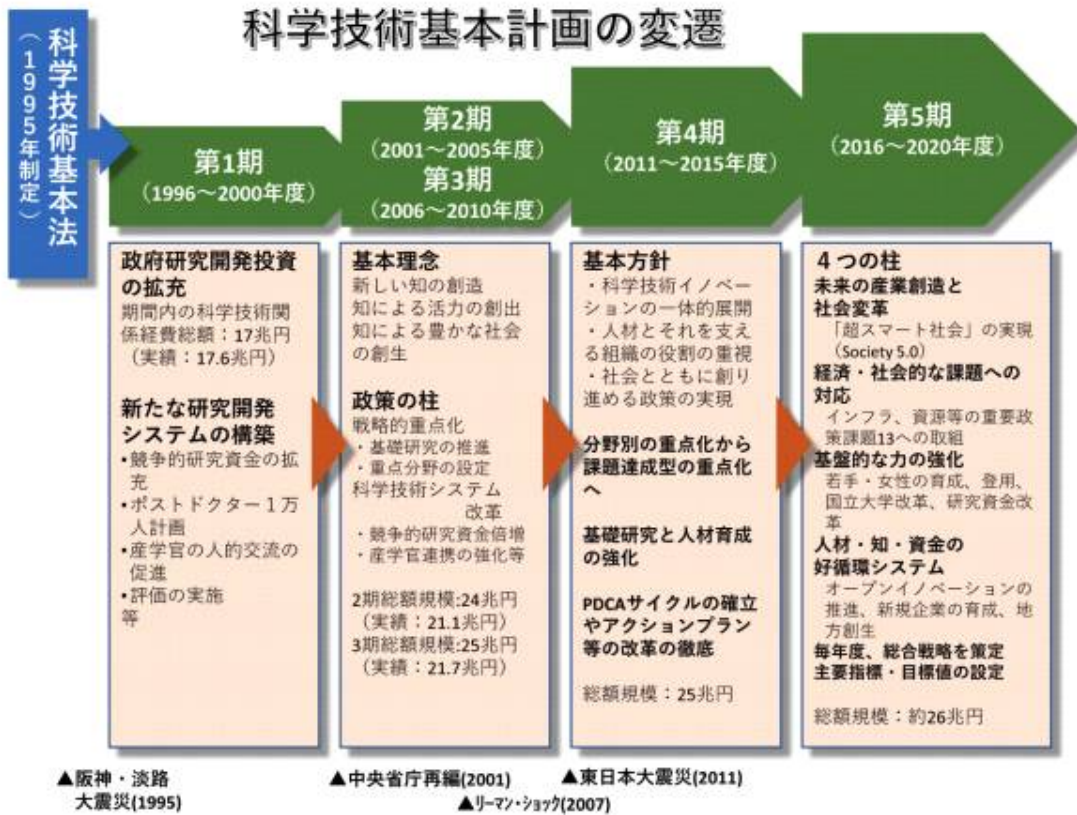 科学技術基本計画の変遷
科学技術基本法
（1995年制定）
第1期
（1996～2000年度）
第2期
（2001～2005年度）
第3期
（2006～2010年度）
第4期
（2011～2015年度）
第5期
（2016～2020年度）
政府研究開発投資
の拡充
期間内の科学技術関
係経費総額：17兆円
（実績：17.6兆円）
新たな研究開発
システムの構築
•競争的研究資金の拡
充
•ポストドクター１万
人計画
•産学官の人的交流の
促進
•評価の実施
等
基本理念
新しい知の創造
知による活力の創出
知による豊かな社会
の創生
政策の柱
戦略的重点化
・基礎研究の推進
・重点分野の設定
科学技術システム
改革
・競争的研究資金倍増
・産学官連携の強化等
2期総額規模:24兆円
（実績：21.1兆円）
3期総額規模:25兆円
（実績：21.7兆円）
基本方針
・科学技術イノベー
ションの一体的展開
・人材とそれを支え
る組織の役割の重視
・社会とともに創り
進める政策の実現
分野別の重点化から
課題達成型の重点化
へ
基礎研究と人材育成
の強化
PDCAサイクルの確立
やアクションプラン
等の改革の徹底
総額規模：25兆円
４つの柱
未来の産業創造と
社会変革
「超スマート社会」の実現
（Society 5.0）
経済・社会的な課題への
対応
インフラ、資源等の重要政
策課題13への取組
基盤的な力の強化
若手・女性の育成、登用、
国立大学改革、研究資金改
革
人材・知・資金の
好循環システム
オープンイノベーションの
推進、新規企業の育成、地
方創生
毎年度、総合戦略を策定
主要指標・目標値の設定
総額規模：約26兆円
▲阪神・淡路
大震災(1995)
▲中央省庁再編(2001)
▲リーマン・ショック(2007)
▲東日本大震災(2011)